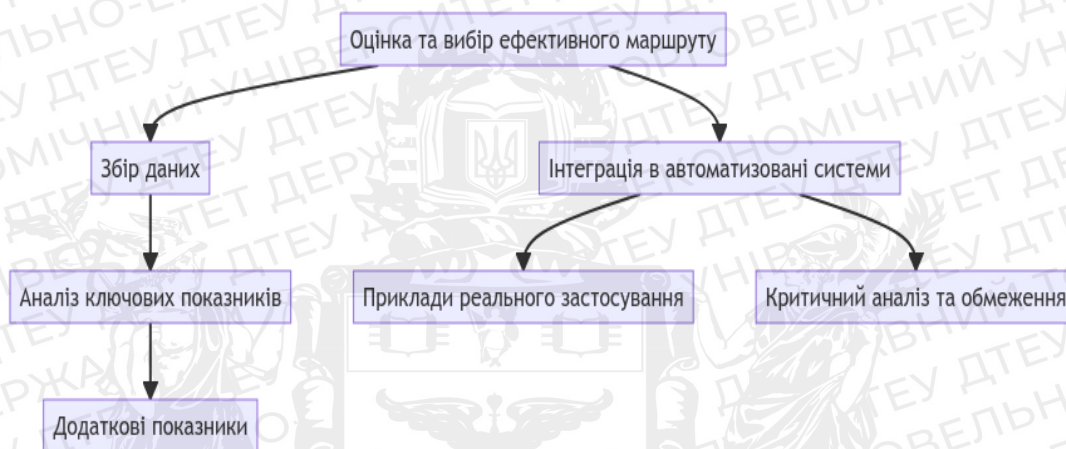 Оцінка та вибір ефективного маршруту
Збір даних
Інтеграція в автоматизовані системи
Аналіз ключових показників
Приклади реального застосування
Критичний аналіз та обмеження
Додаткові показники